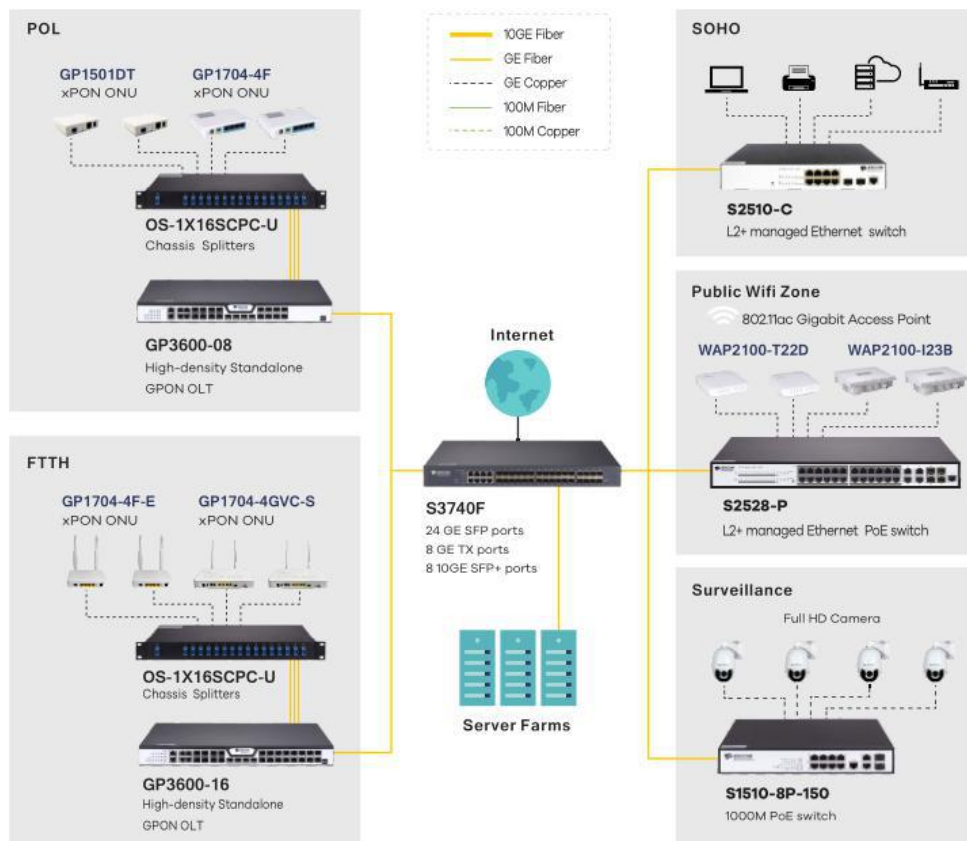 POL
GP1501DT
xPON ONU
GP1704-4F
xPON ONU
OS-1X16SCPC-U
Chassis Splitters
GP3600-08
High-density Standalone
GPON OLT
FTTH
GP1704-4F-E
xPON ONU
GP1704-4GVC-S
xPON ONU
OS-1X16SCPC-U
Chassis Splitters
GP3600-16
High-density Standalone
GPON OLT
10GE Fiber
GE Fiber
GE Copper
100M Fiber
100M Copper
Internet
S3740F
24 GE SFP ports
8 GE TX ports
8 10GE SFP+ ports
Server Farms
SOHO
S2510-C
L2+ managed Ethernet switch
Public Wifi Zone
802.11ac Gigabit Access Point
WAP2100-T22D
WAP2100-I23B
S2528-P
L2+ managed Ethernet PoE switch
Surveillance
Full HD Camera
S1510-8P-150
1000M PoE switch